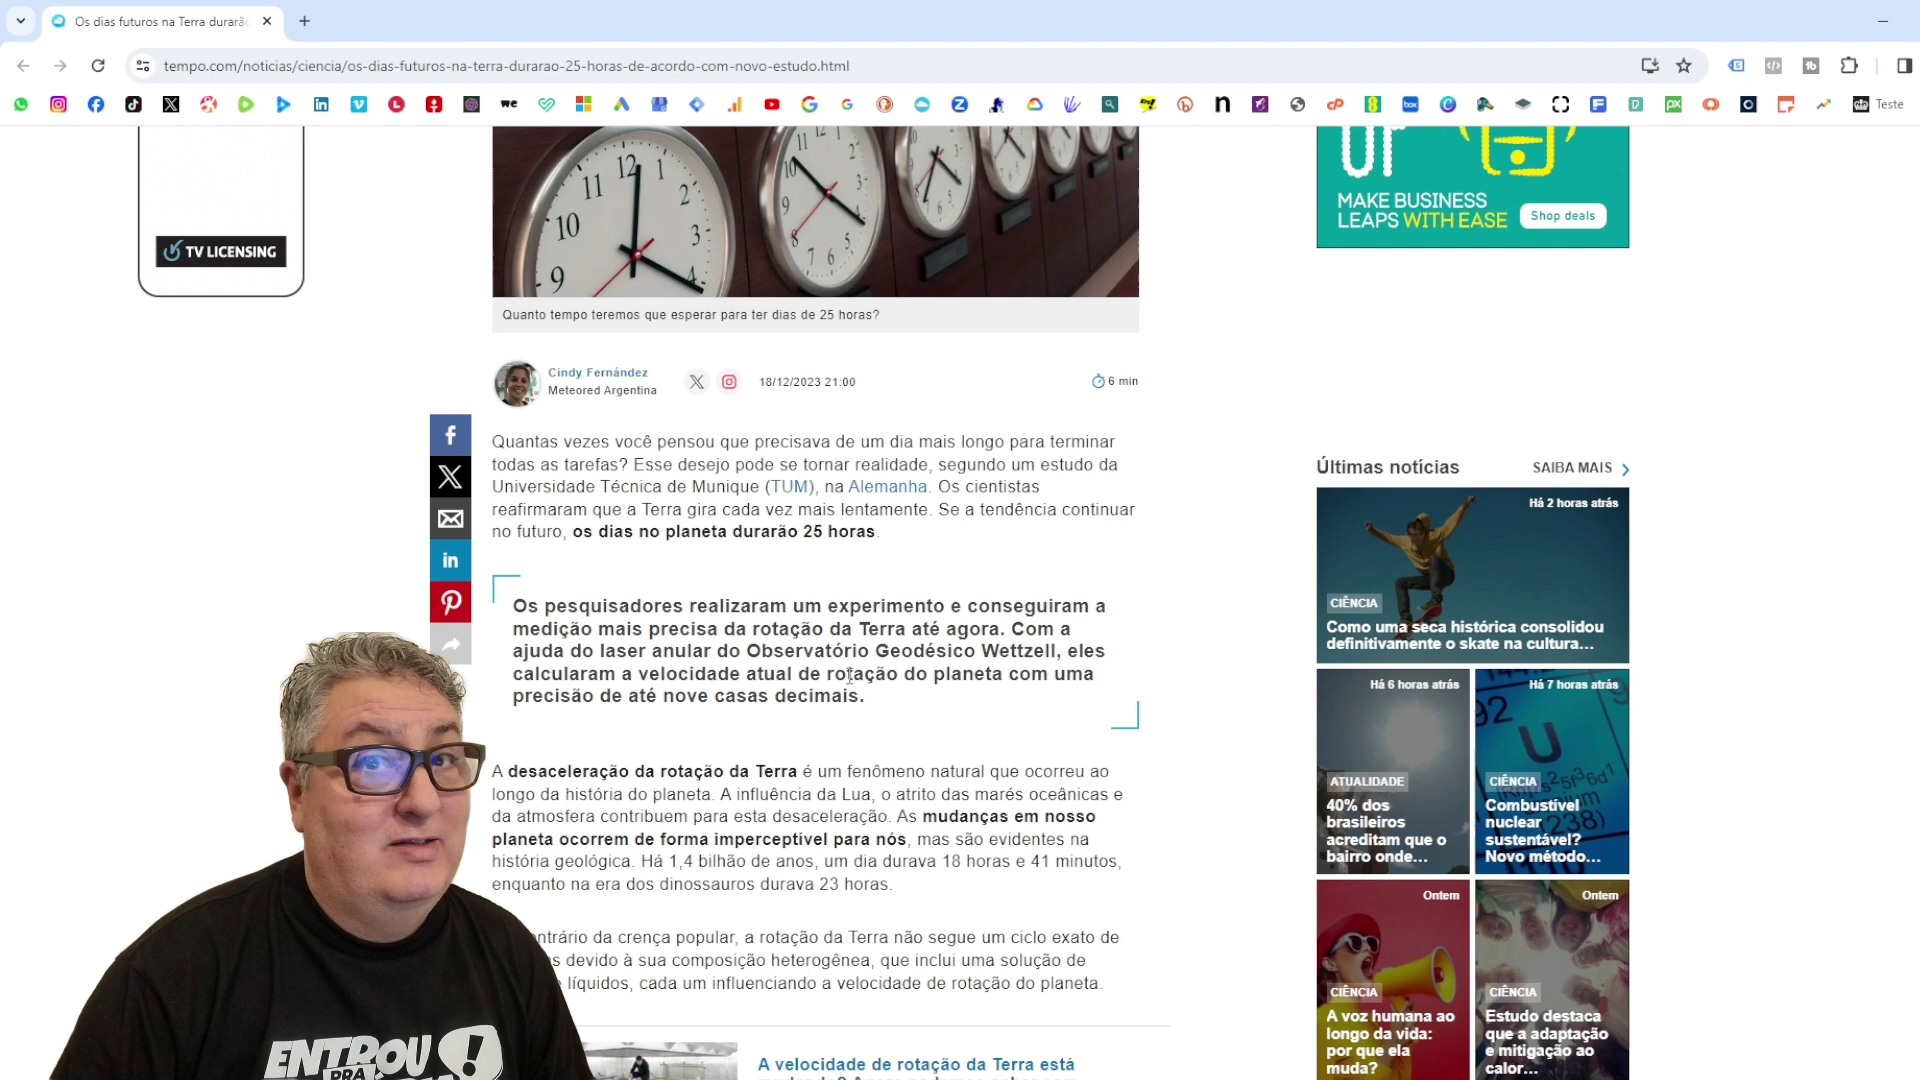 Os dias futuros na Terra durarão
tempo.com/noticias/ciencia/os-dias-futuros-na-terra-durarao-25-horas-de-acordo-com-novo-estudo.html
Teste
TV LICENSING
MAKE BUSINESS
LEAPS WITH EASE
Shop deals
Quanto tempo teremos que esperar para ter dias de 25 horas?
Cindy Fernández
Meteored Argentina
18/12/2023 21:00
6 min
Quantas vezes você pensou que precisava de um dia mais longo para terminar
todas as tarefas? Esse desejo pode se tornar realidade, segundo um estudo da
Universidade Técnica de Munique (TUM), na Alemanha. Os cientistas
reafirmaram que a Terra gira cada vez mais lentamente. Se a tendência continuar
no futuro, os dias no planeta durarão 25 horas.
Os pesquisadores realizaram um experimento e conseguiram a
medição mais precisa da rotação da Terra até agora. Com a
ajuda do laser anular do Observatório Geodésico Wettzell, eles
calcularam a velocidade atual de rotação do planeta com uma
precisão de até nove casas decimais.
A desaceleração da rotação da Terra é um fenômeno natural que ocorreu ao
longo da história do planeta. A influência da Lua, o atrito das marés oceânicas e
da atmosfera contribuem para esta desaceleração. As mudanças em nosso
planeta ocorrem de forma imperceptível para nós, mas são evidentes na
história geológica. Há 1,4 bilhão de anos, um dia durava 18 horas e 41 minutos,
enquanto na era dos dinossauros durava 23 horas.
ntrário da crença popular, a rotação da Terra não segue um ciclo exato de
s devido à sua composição heterogênea, que inclui uma solução de
líquidos, cada um influenciando a velocidade de rotação do planeta.
A velocidade de rotação da Terra está
Últimas notícias
SAIBA MAIS
Há 2 horas atrás
CIÊNCIA
Como uma seca histórica consolidou
definitivamente o skate na cultura...
Há 6 horas atrás
ATUALIDADE
40% dos
brasileiros
acreditam que o
bairro onde...
Há 7 horas atrás
92
U
(238)
CIÊNCIA
Combustível
nuclear
sustentável?
Novo método...
Ontem
CIÊNCIA
A voz humana ao
longo da vida:
por que ela
muda?
Ontem
CIÊNCIA
Estudo destaca
que a adaptação
e mitigação ao
calor...
ENTROU
PRA